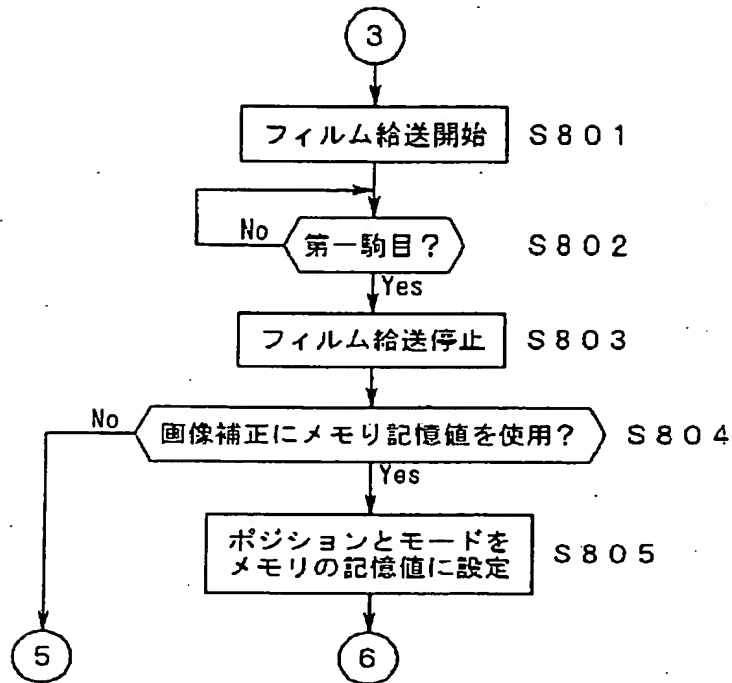 3
フィルム給送開始 S801
No
第一駒目? S802
Yes
フィルム給送停止 S803
No
画像補正にメモリ記憶値を使用? S804
Yes
ポジションとモードを
メモリの記憶値に設定 S805
5 6